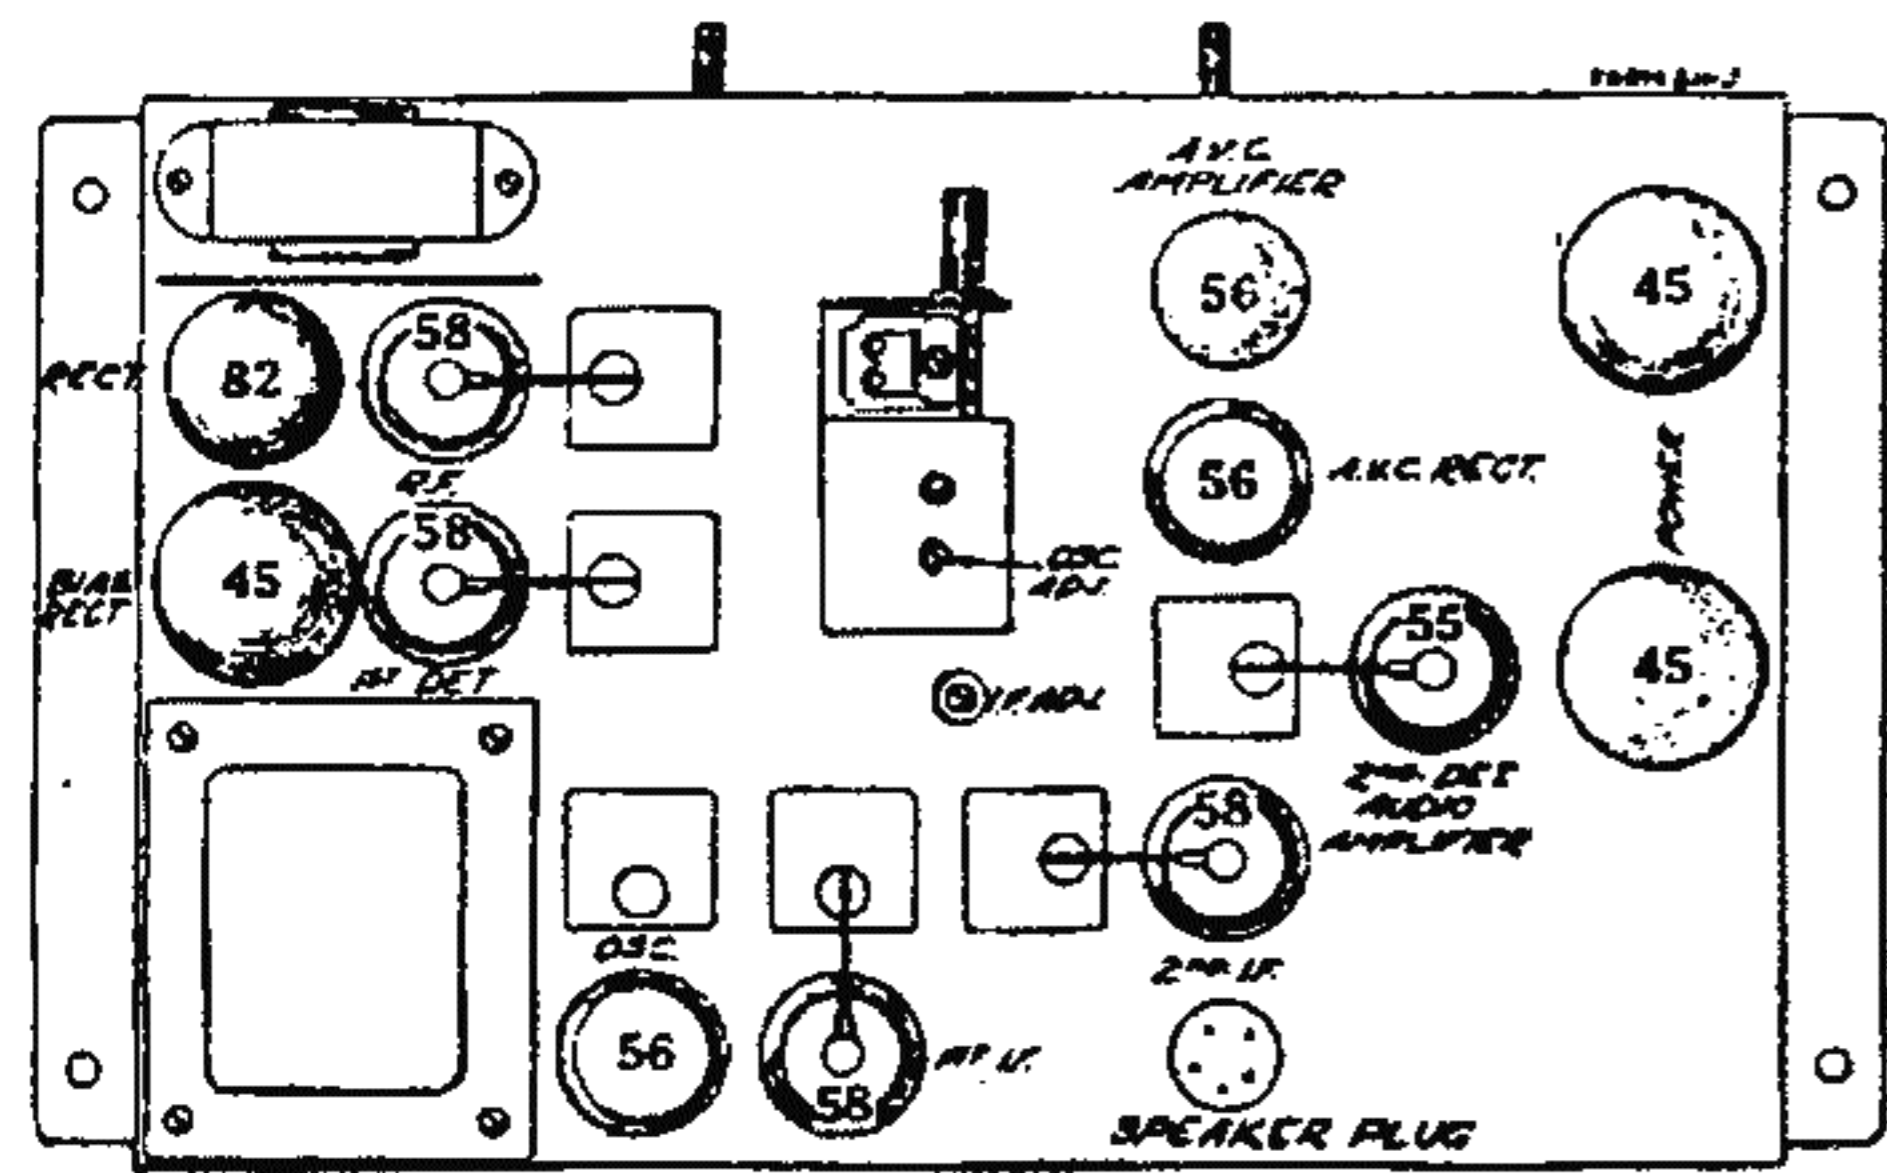 A.V.C.
AMPLIFIER
56
45
58
RECT.
82
R.F.
56
A.V.C. RECT.
POWER
58
BIAS
RECT
45
OSC.
ADJ.
1ST DET
55
45
I.F. ADJ.
2ND. DET
AUDIO
AMPLIFIER
58
OSC.
2ND. I.F.
56
1ST I.F.
58
SPEAKER PLUG